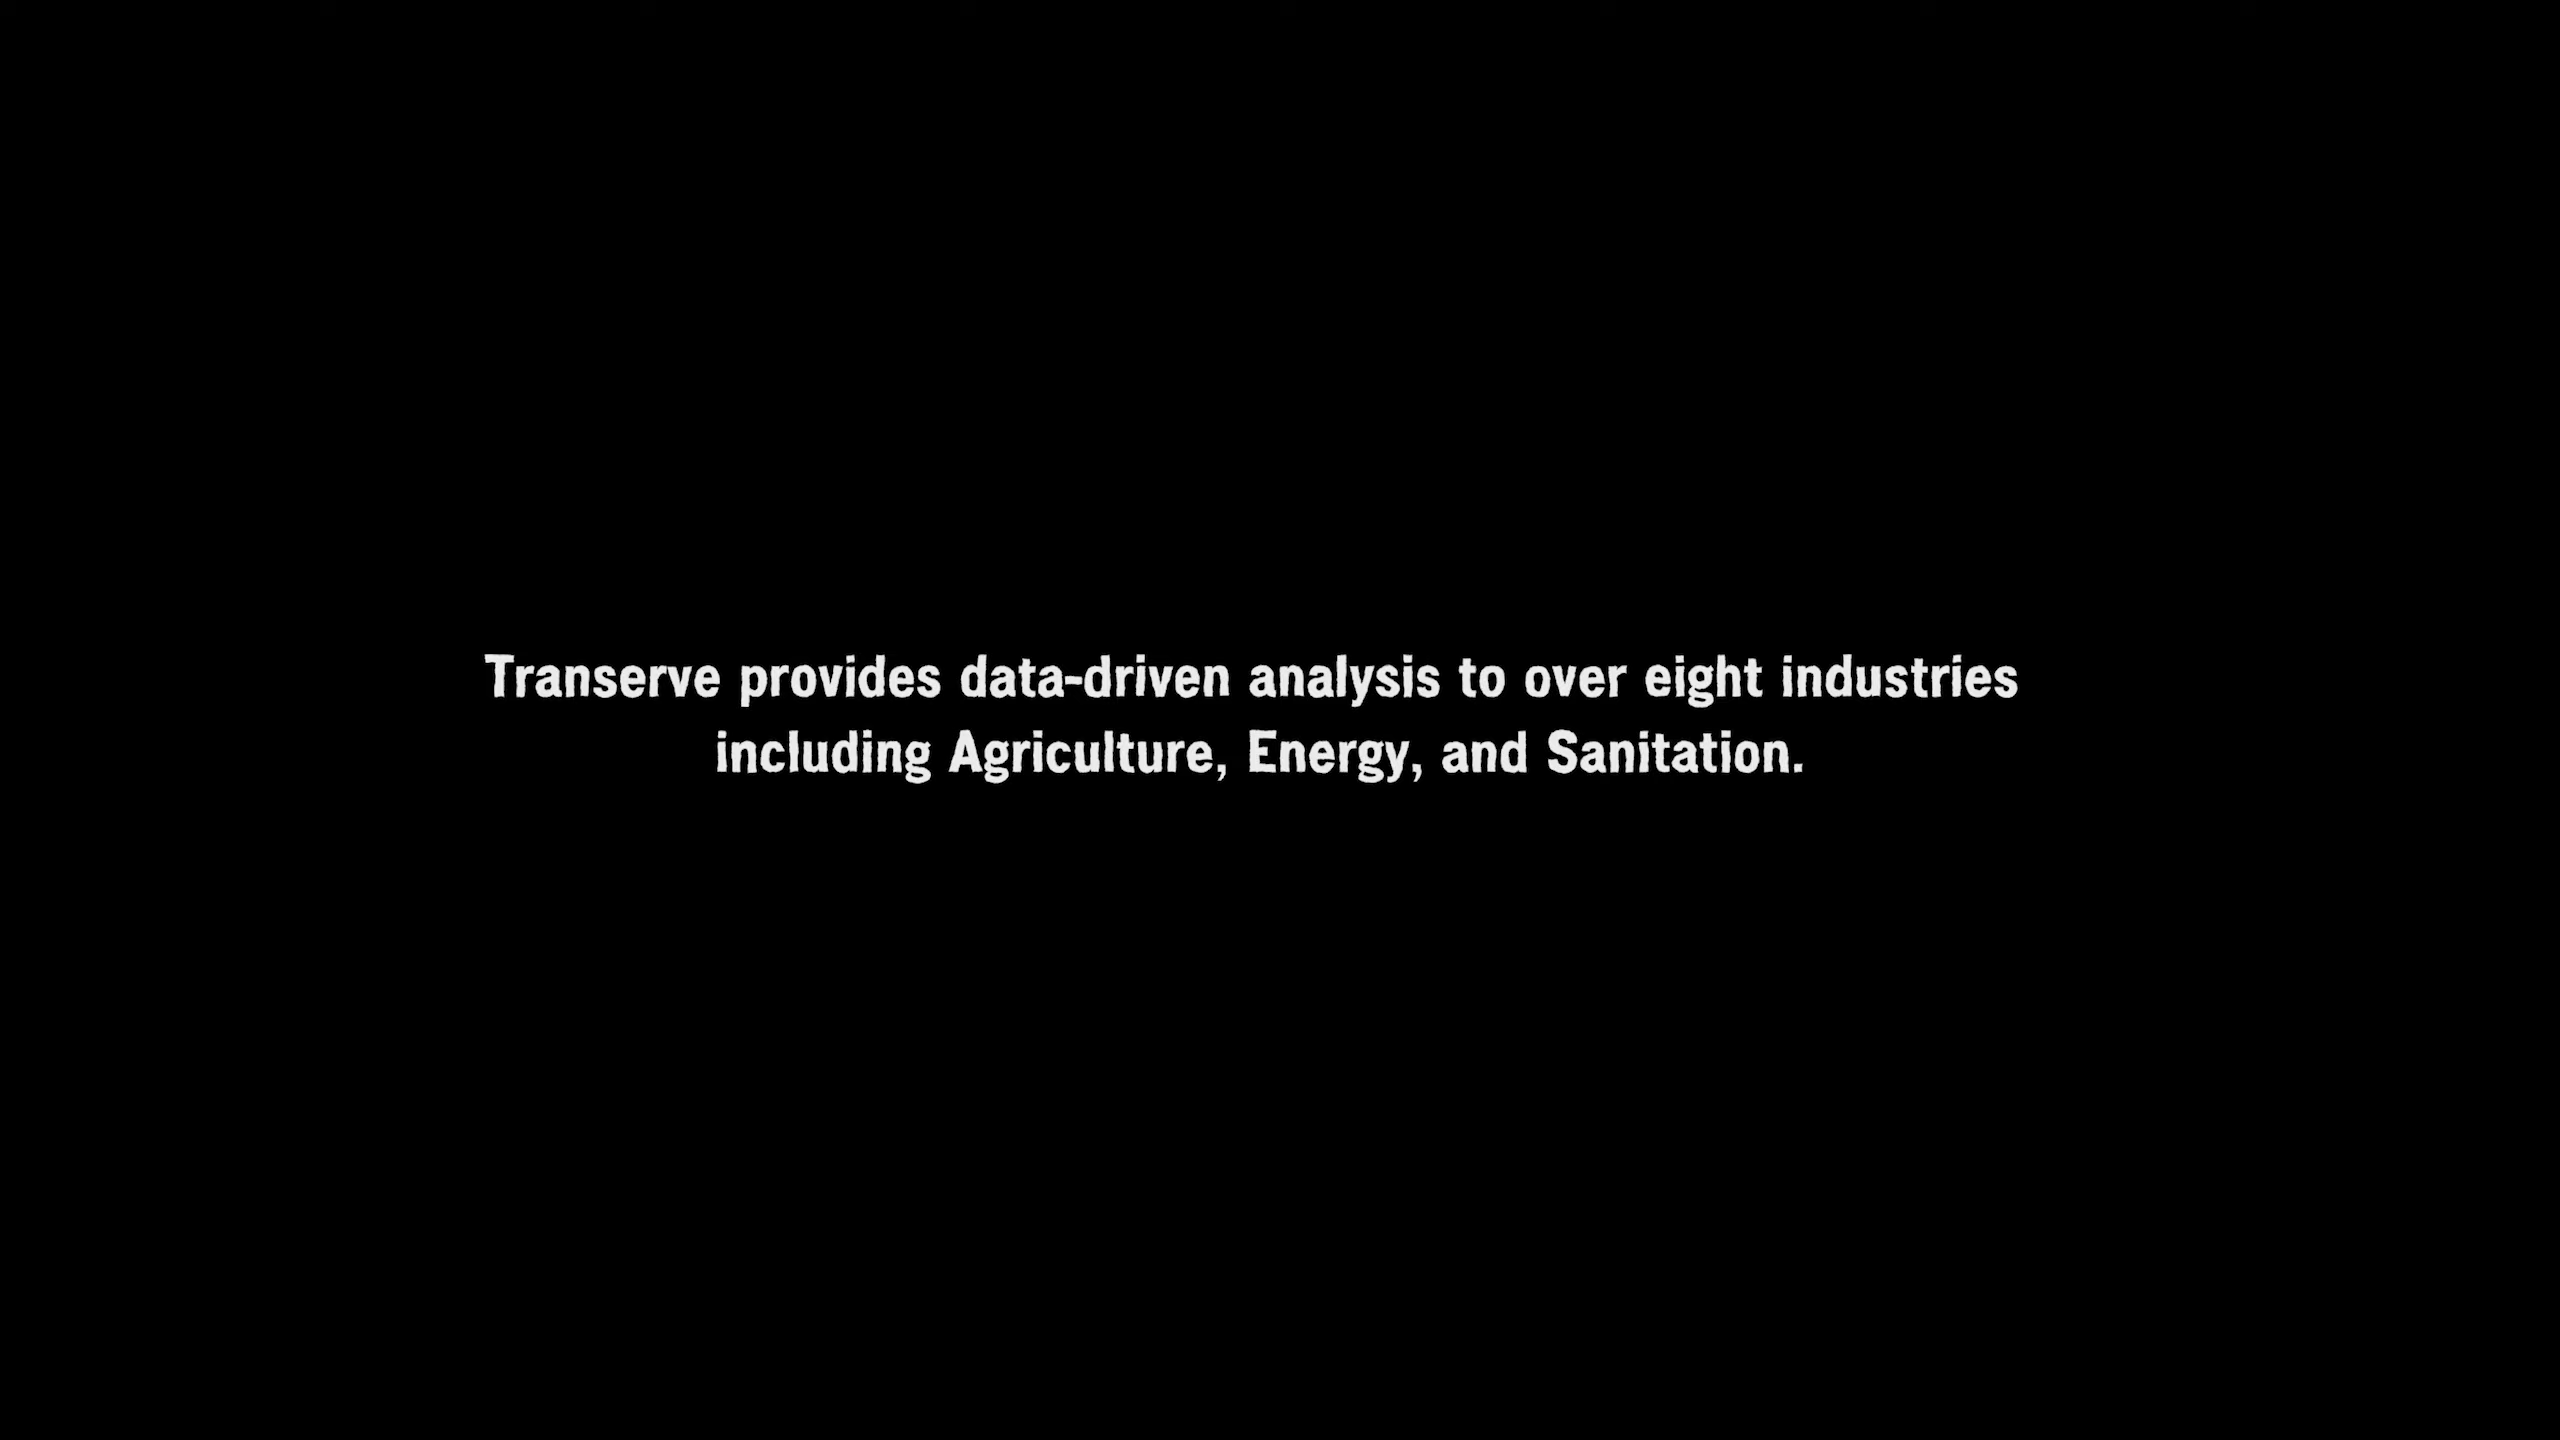 Transerve provides data-driven analysis to over eight industries
including Agriculture, Energy, and Sanitation.